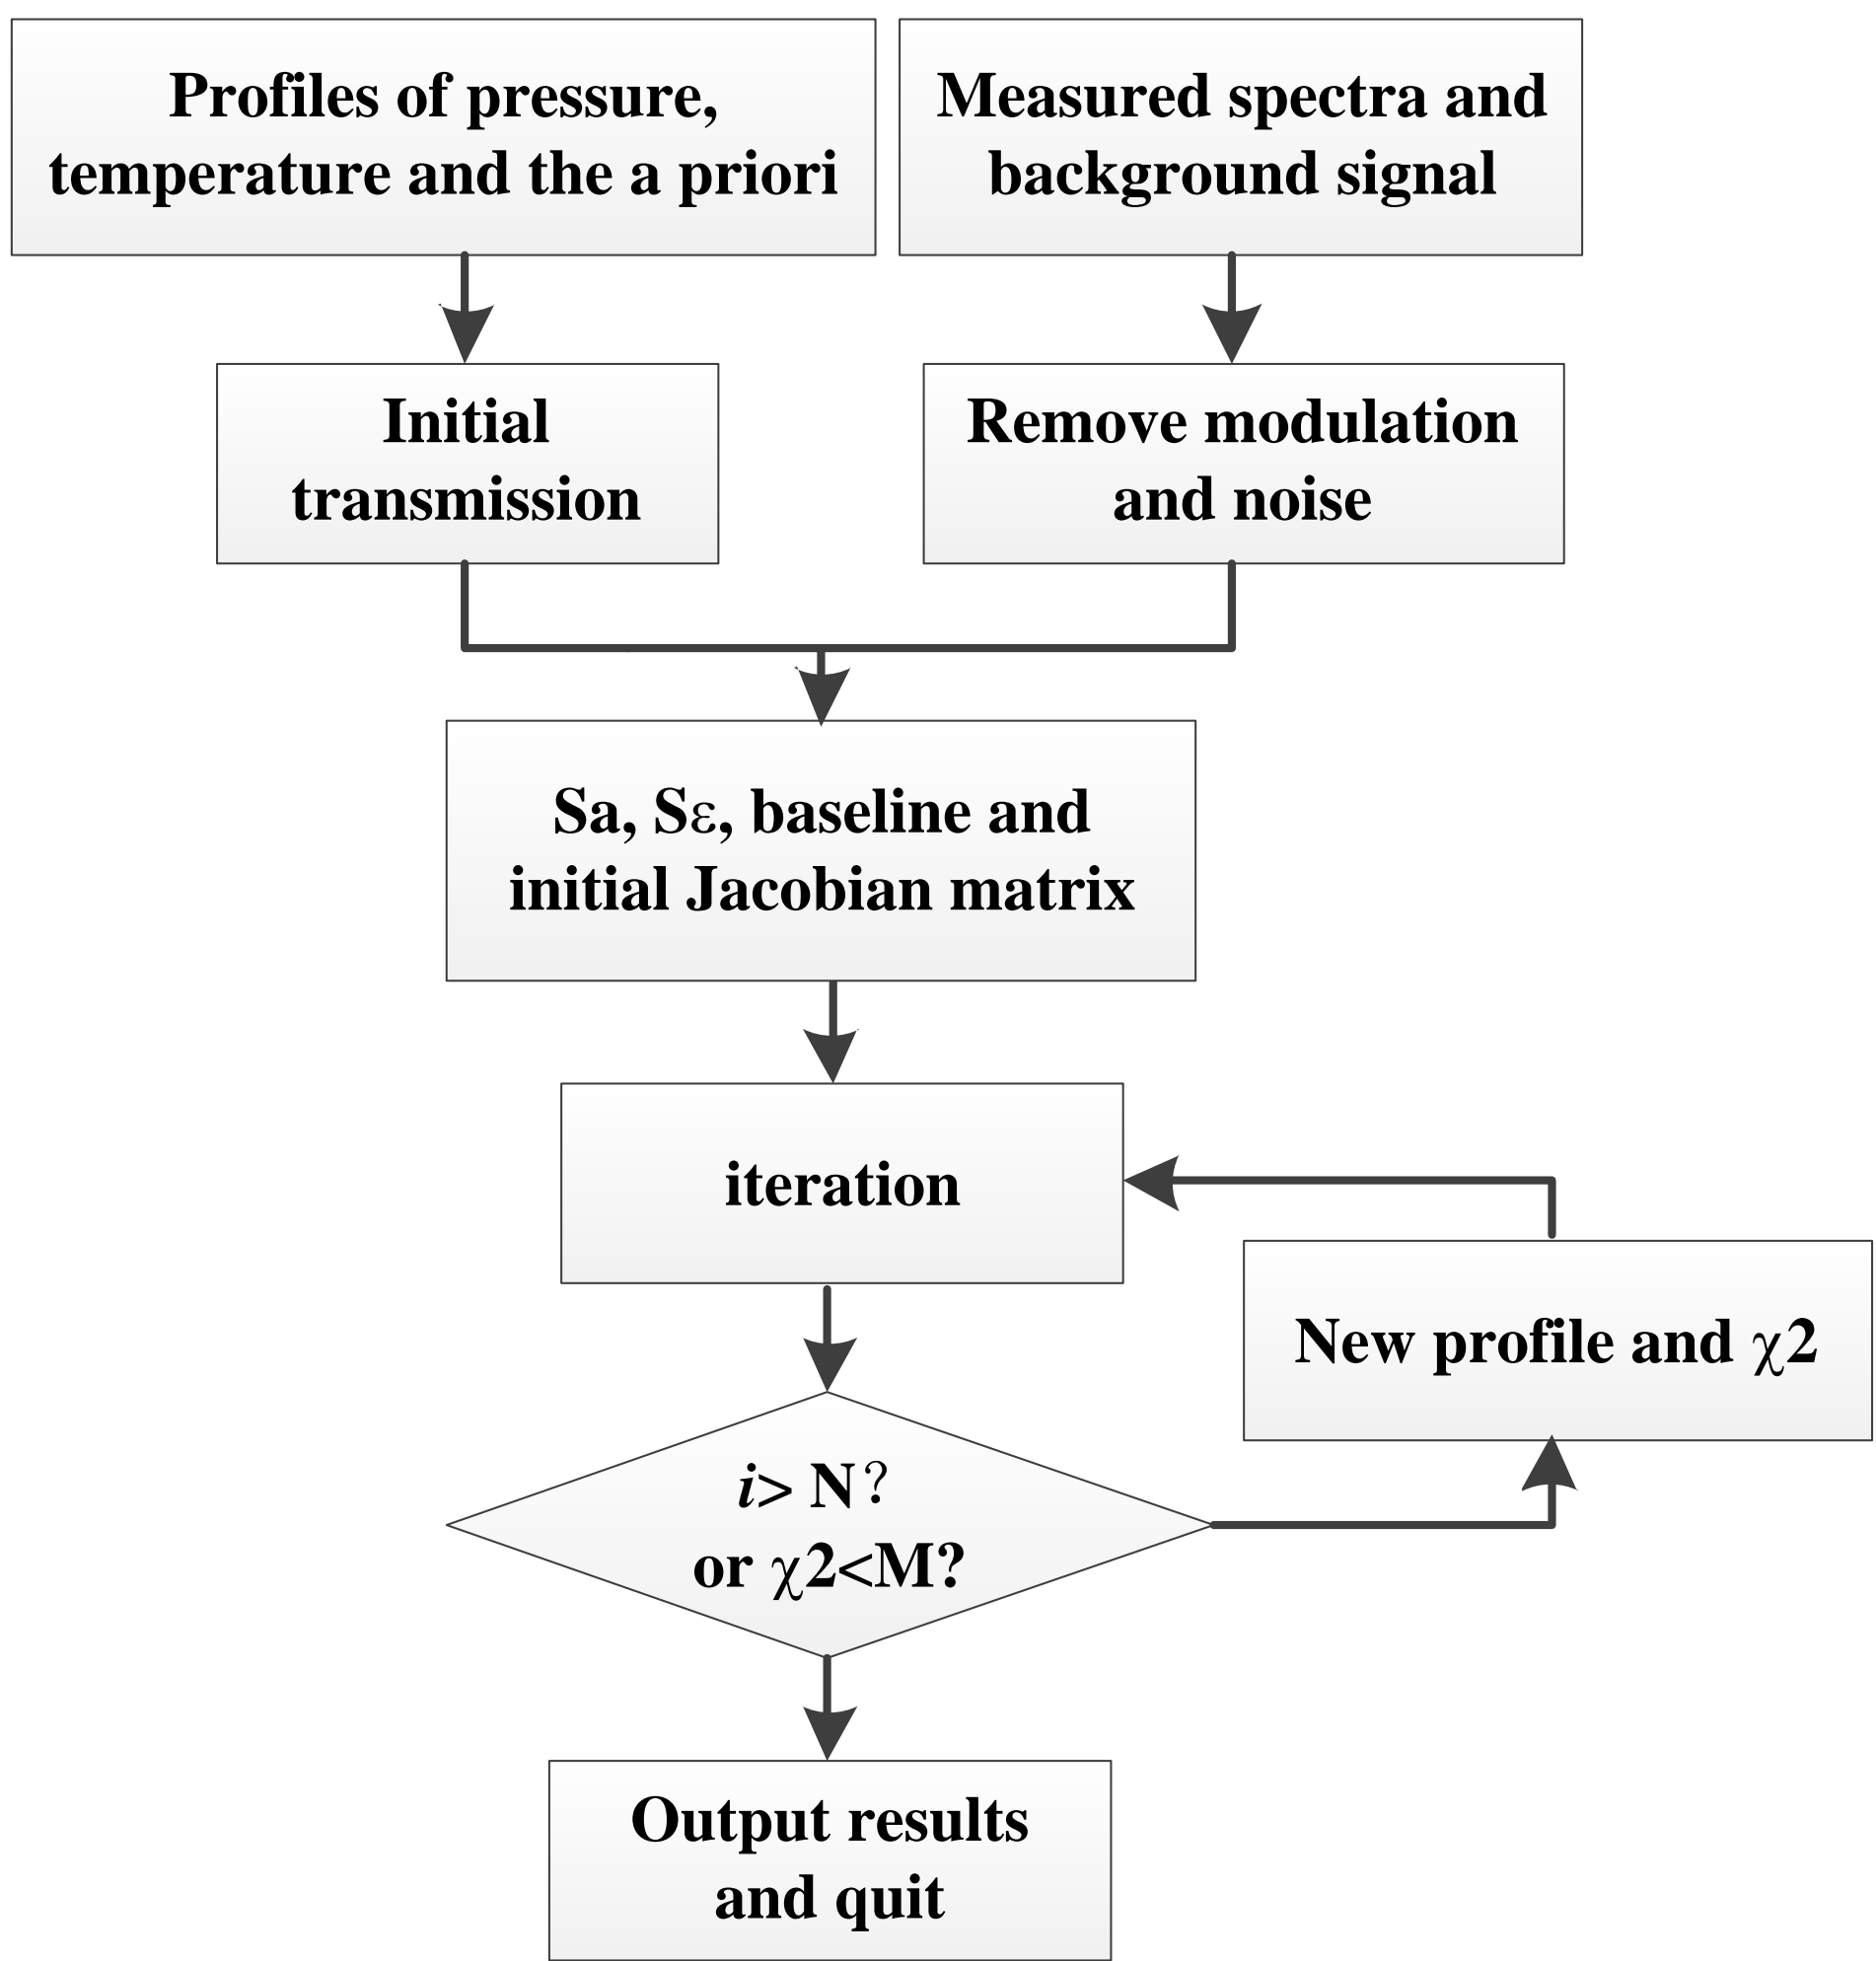 Profiles of pressure,
temperature and the a priori
Measured spectra and
background signal
Initial
transmission
Remove modulation
and noise
Sa, Sε, baseline and
initial Jacobian matrix
iteration
New profile and χ2
i> N?
or χ2<M?
Output results
and quit